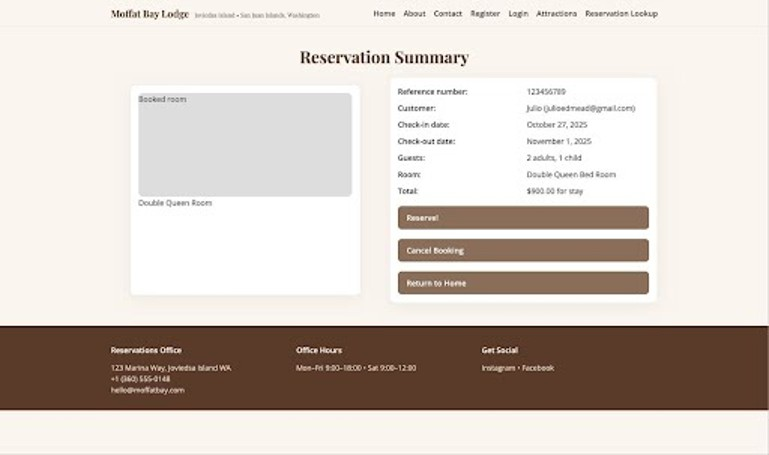 Moffat Bay Lodge Joviedsa Island • San Juan Islands, Washington
Home About Contact Register Login Attractions Reservation Lookup
Reservation Summary
Booked room
Double Queen Room
Reference number: 123456789
Customer: Julio (julioedmead@gmail.com)
Check-in date: October 27, 2025
Check-out date: November 1, 2025
Guests: 2 adults, 1 child
Room: Double Queen Bed Room
Total: $900.00 for stay
Reserve!
Cancel Booking
Return to Home
Reservations Office
123 Marina Way, Joviedsa Island WA
+1 (360) 555-0148
hello@moffatbay.com
Office Hours
Mon–Fri 9:00–18:00 • Sat 9:00–12:00
Get Social
Instagram • Facebook